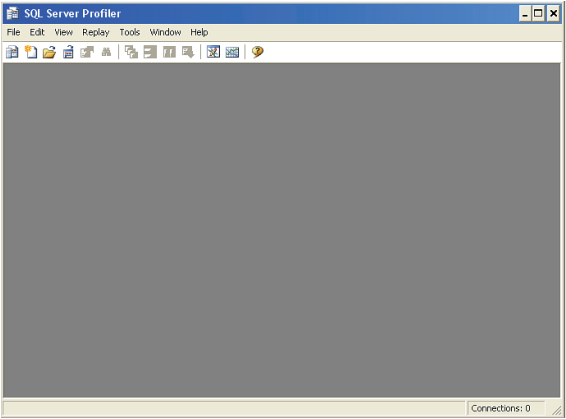 SQL Server Profiler
File Edit View Replay Tools Window Help
Connections: 0